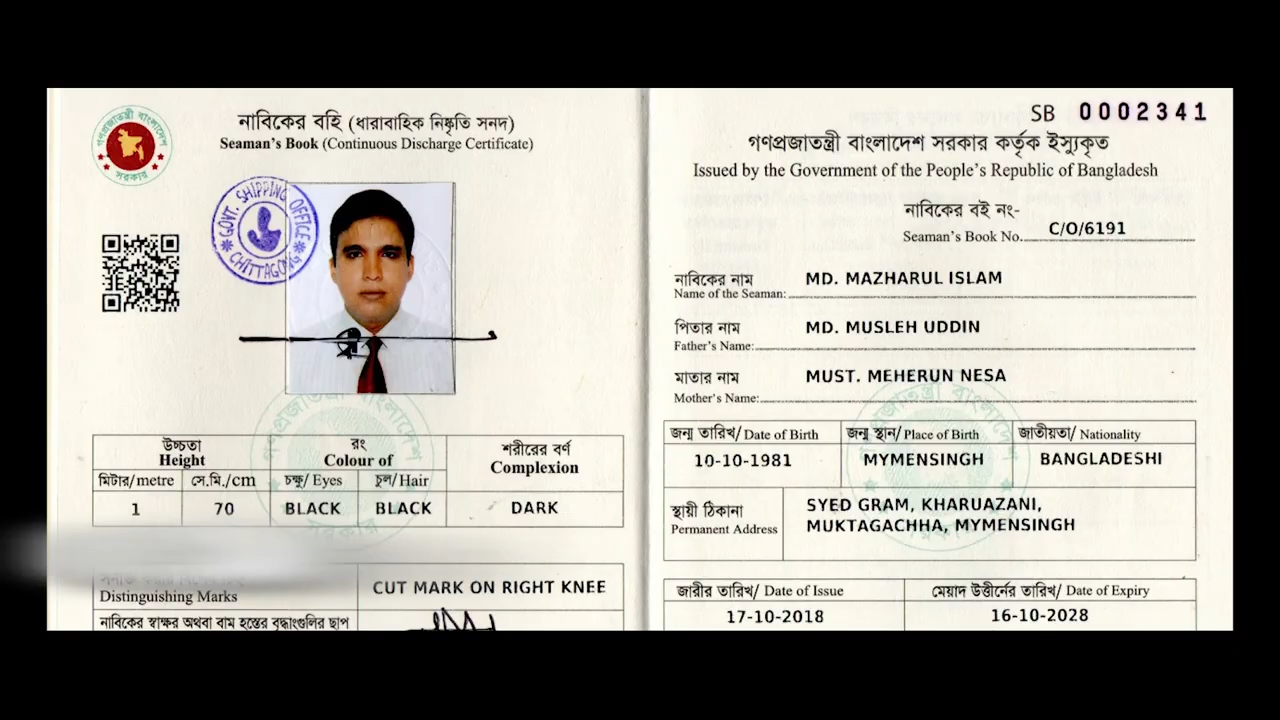 নাবিকের বহি (ধারাবাহিক নিষ্কৃতি সনদ)
Seaman's Book (Continuous Discharge Certificate)
গণপ্রজাতন্ত্রী বাংলাদেশ
সরকার
GOVT. SHIPPING OFFICE
CHITTAGONG
উচ্চতা
Height
রং
Colour of
শরীরের বর্ণ
Complexion
মিটার/ metre
সে.মি./cm
চক্ষু/ Eyes
চুল/ Hair
1
70
BLACK
BLACK
DARK
Distinguishing Marks
CUT MARK ON RIGHT KNEE
নাবিকের স্বাক্ষর অথবা বাম হস্তের বৃদ্ধাংগুলির ছাপ
SB 0002341
গণপ্রজাতন্ত্রী বাংলাদেশ সরকার কর্তৃক ইস্যুকৃত
Issued by the Government of the People's Republic of Bangladesh
নাবিকের বই নং-
Seaman's Book No. C/O/6191
নাবিকের নাম
Name of the Seaman: MD. MAZHARUL ISLAM
পিতার নাম
Father's Name: MD. MUSLEH UDDIN
মাতার নাম
Mother's Name: MUST. MEHERUN NESA
জন্ম তারিখ/ Date of Birth
জন্ম স্থান/ Place of Birth
জাতীয়তা/ Nationality
10-10-1981
MYMENSINGH
BANGLADESHI
স্থায়ী ঠিকানা
Permanent Address
SYED GRAM, KHARUAZANI,
MUKTAGACHHA, MYMENSINGH
জারীর তারিখ/ Date of Issue
মেয়াদ উত্তীর্নের তারিখ/ Date of Expiry
17-10-2018
16-10-2028